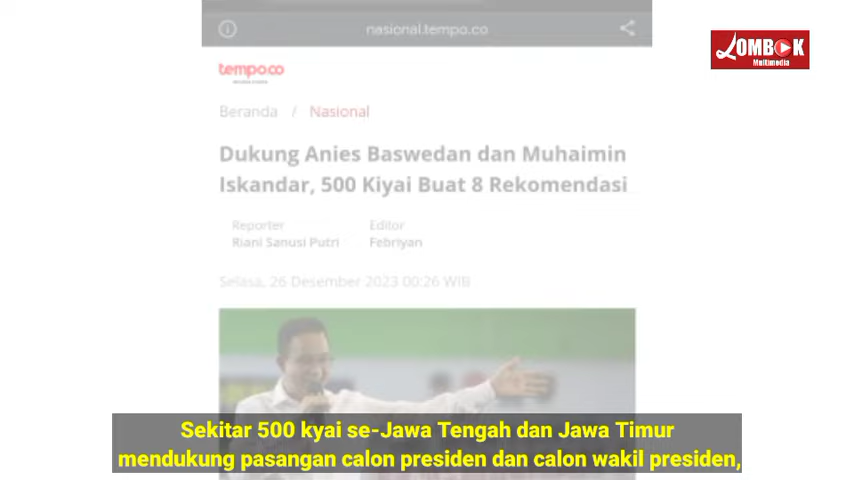 nasional.tempo.co
LOMBOK
Multimedia
tempo.co
Beranda / Nasional
Dukung Anies Baswedan dan Muhaimin
Iskandar, 500 Kiyai Buat 8 Rekomendasi
Reporter
Riani Sanusi Putri
Editor
Febriyan
Selasa, 26 Desember 2023 00:26 WIB
Sekitar 500 kyai se-Jawa Tengah dan Jawa Timur
mendukung pasangan calon presiden dan calon wakil presiden,